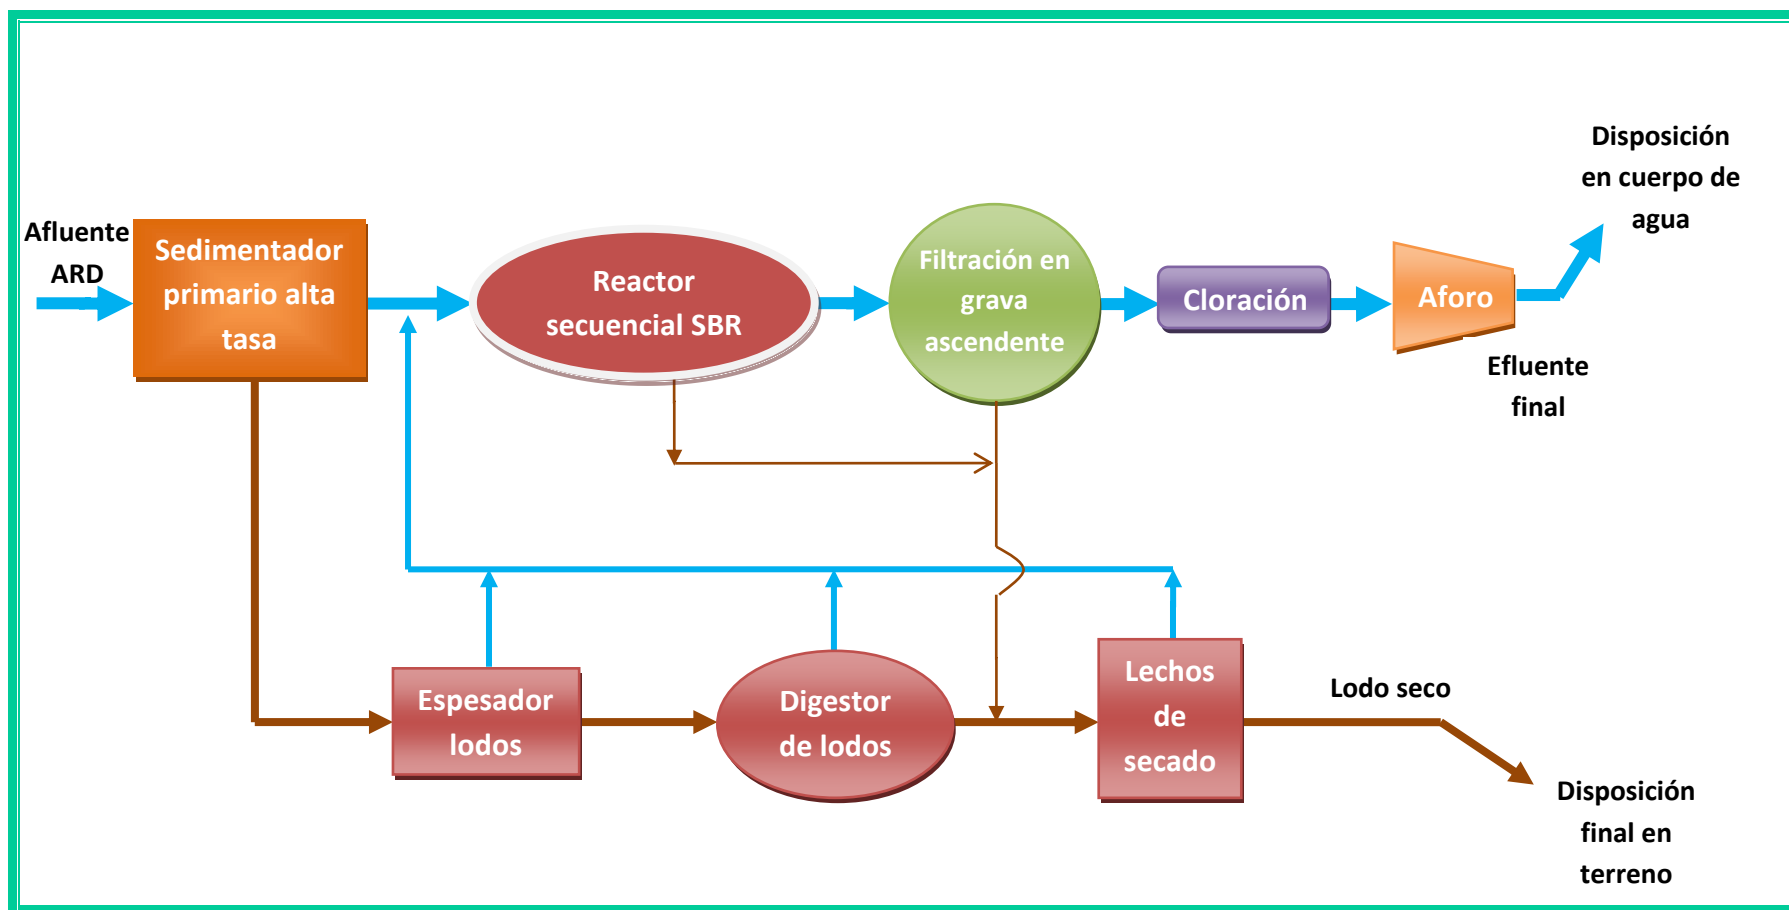 Afluente
ARD
Sedimentador
primario alta
tasa
Reactor
secuencial SBR
Filtración en
grava
ascendente
Cloración
Aforo
Disposición
en cuerpo de
agua
Efluente
final
Espesador
lodos
Digestor
de lodos
Lechos
de
secado
Lodo seco
Disposición
final en
terreno